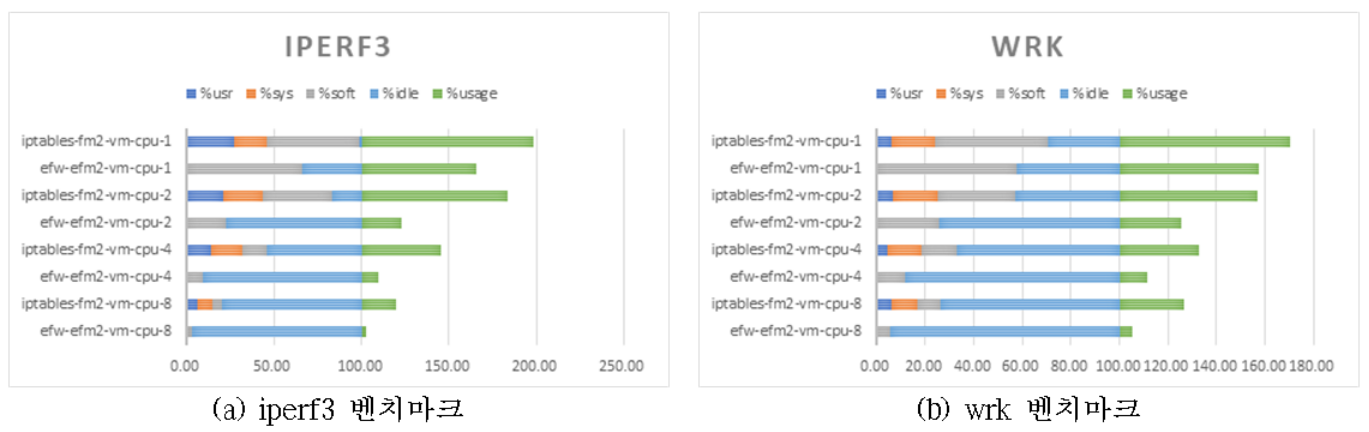 IPERF3
%usr %sys %soft %idle %usage
iptables-fm2-vm-cpu-1
efw-efm2-vm-cpu-1
iptables-fm2-vm-cpu-2
efw-efm2-vm-cpu-2
iptables-fm2-vm-cpu-4
efw-efm2-vm-cpu-4
iptables-fm2-vm-cpu-8
efw-efm2-vm-cpu-8
0.00 50.00 100.00 150.00 200.00 250.00
(a) iperf3 벤치마크
WRK
%usr %sys %soft %idle %usage
iptables-fm2-vm-cpu-1
efw-efm2-vm-cpu-1
iptables-fm2-vm-cpu-2
efw-efm2-vm-cpu-2
iptables-fm2-vm-cpu-4
efw-efm2-vm-cpu-4
iptables-fm2-vm-cpu-8
efw-efm2-vm-cpu-8
0.00 20.00 40.00 60.00 80.00 100.00 120.00 140.00 160.00 180.00
(b) wrk 벤치마크